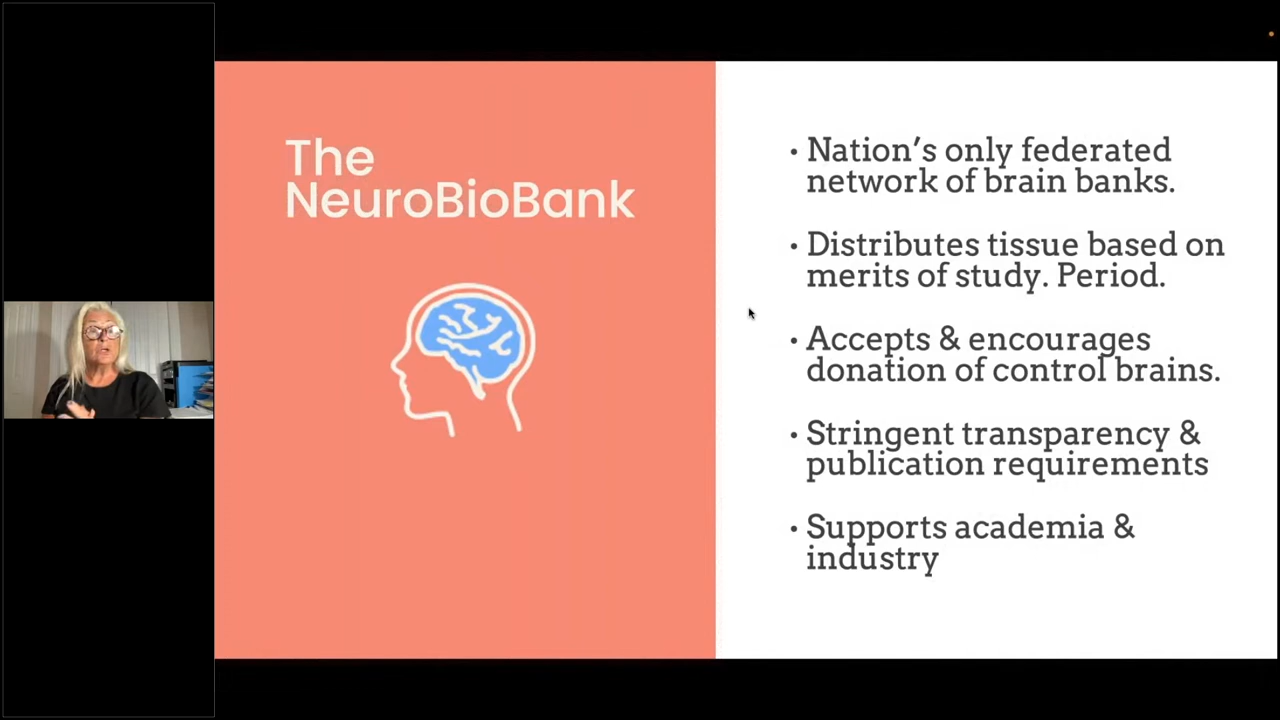 The
NeuroBioBank
• Nation's only federated
network of brain banks.
• Distributes tissue based on
merits of study. Period.
• Accepts & encourages
donation of control brains.
• Stringent transparency &
publication requirements
• Supports academia &
industry